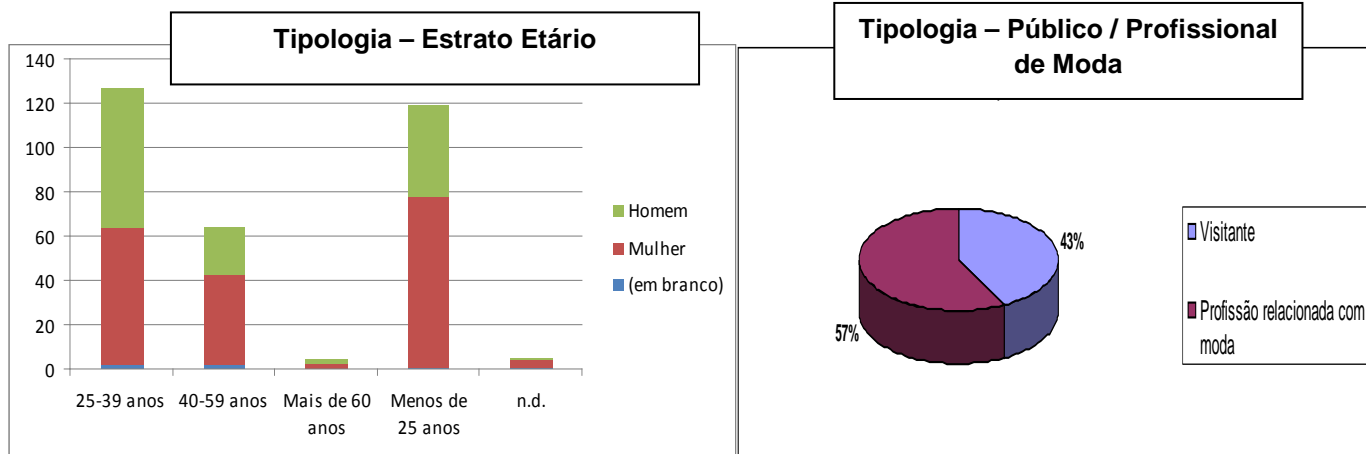 Tipologia – Estrato Etário
140
120
100
80
60
40
20
0
25-39 anos
40-59 anos
Mais de 60
anos
Menos de
25 anos
n.d.
Homem
Mulher
(em branco)
Tipologia – Público / Profissional
de Moda
43%
57%
Visitante
Profissão relacionada com
moda